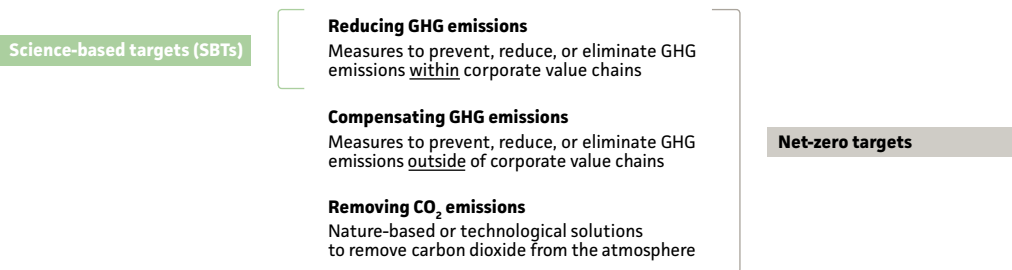 Science-based targets (SBTs)
Reducing GHG emissions
Measures to prevent, reduce, or eliminate GHG
emissions within corporate value chains
Compensating GHG emissions
Measures to prevent, reduce, or eliminate GHG
emissions outside of corporate value chains
Net-zero targets
Removing CO₂ emissions
Nature-based or technological solutions
to remove carbon dioxide from the atmosphere